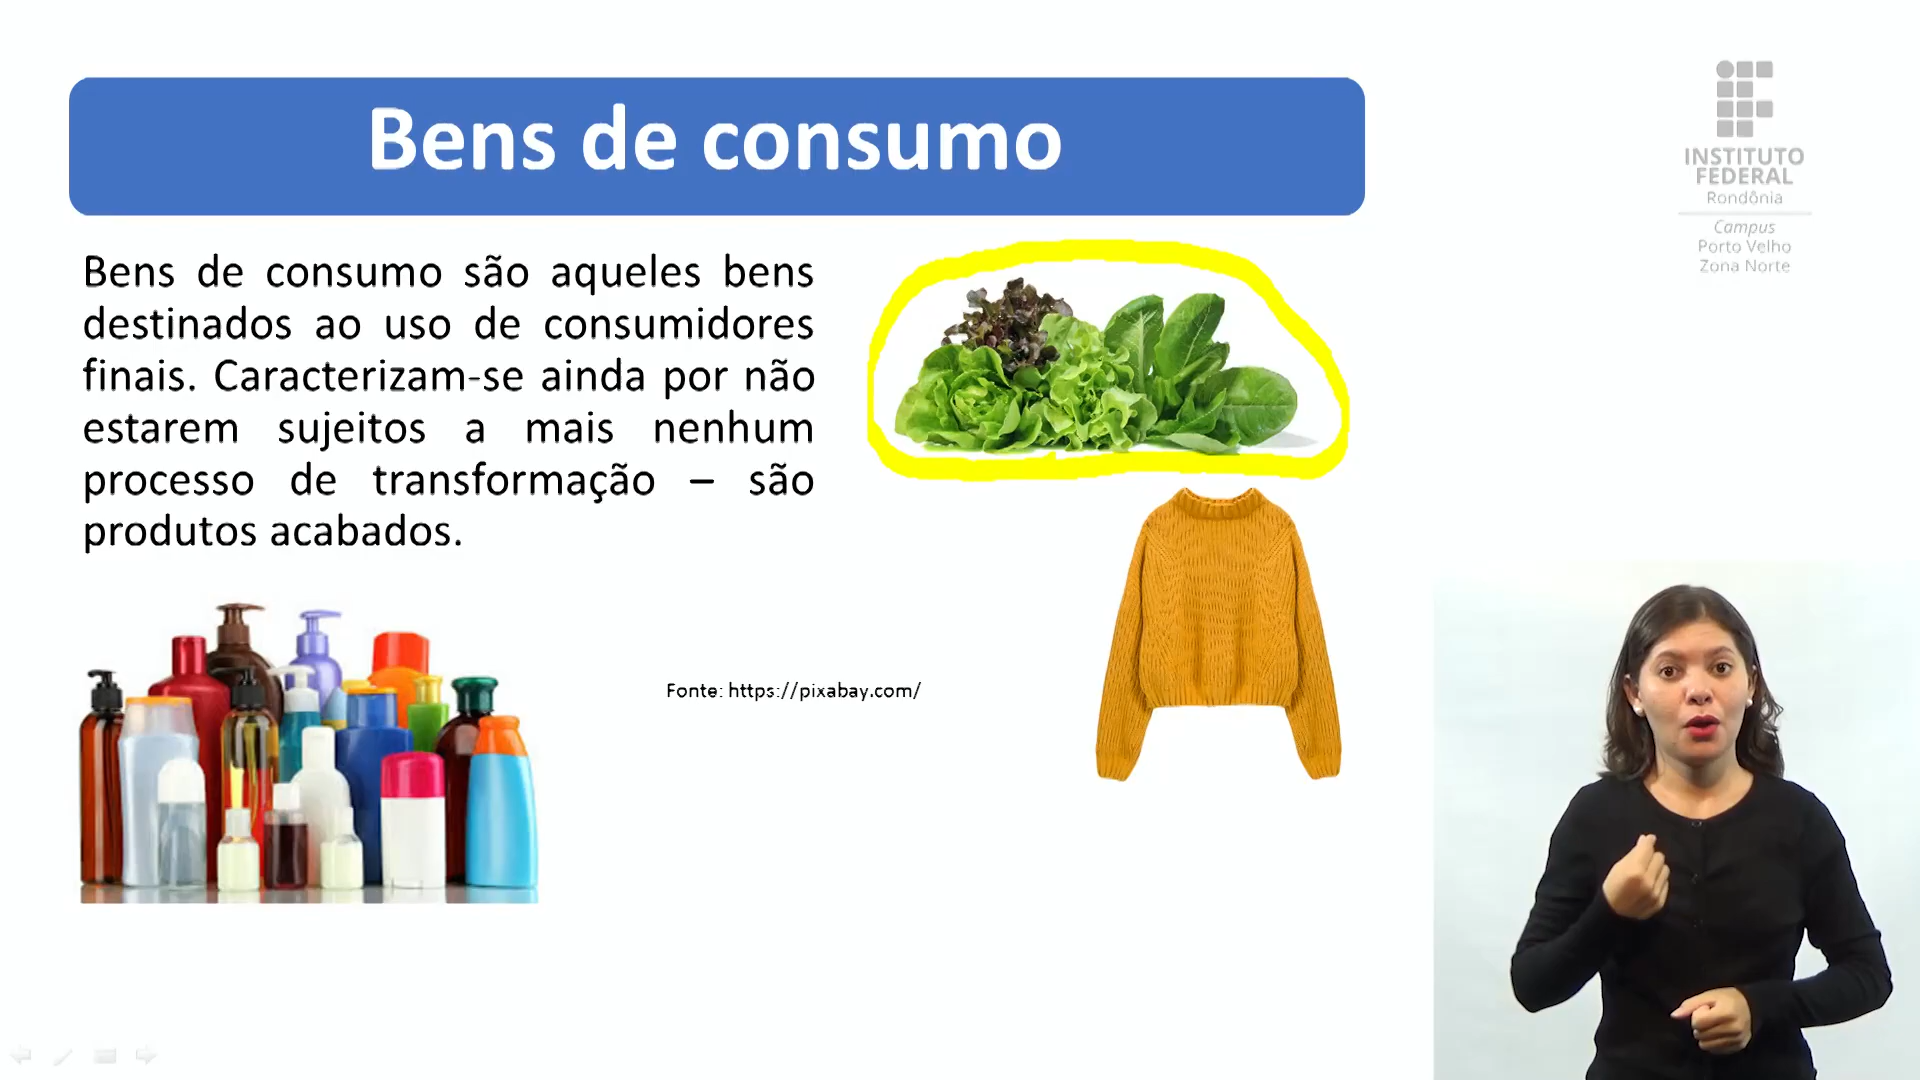 Bens de consumo
INSTITUTO
FEDERAL
Rondônia
Campus
Porto Velho
Zona Norte
Bens de consumo são aqueles bens
destinados ao uso de consumidores
finais. Caracterizam-se ainda por não
estarem sujeitos a mais nenhum
processo de transformação – são
produtos acabados.
Fonte: https://pixabay.com/